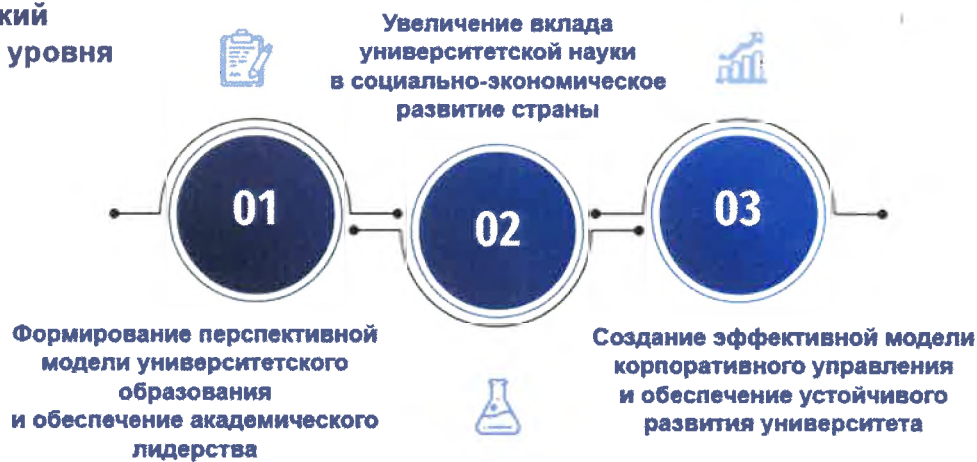 уровня
Увеличение вклада
университетской науки
в социально-экономическое
развитие страны
01
02
03
Формирование перспективной
модели университетского
образования
и обеспечение академического
лидерства
Создание эффективной модели
корпоративного управления
и обеспечение устойчивого
развития университета